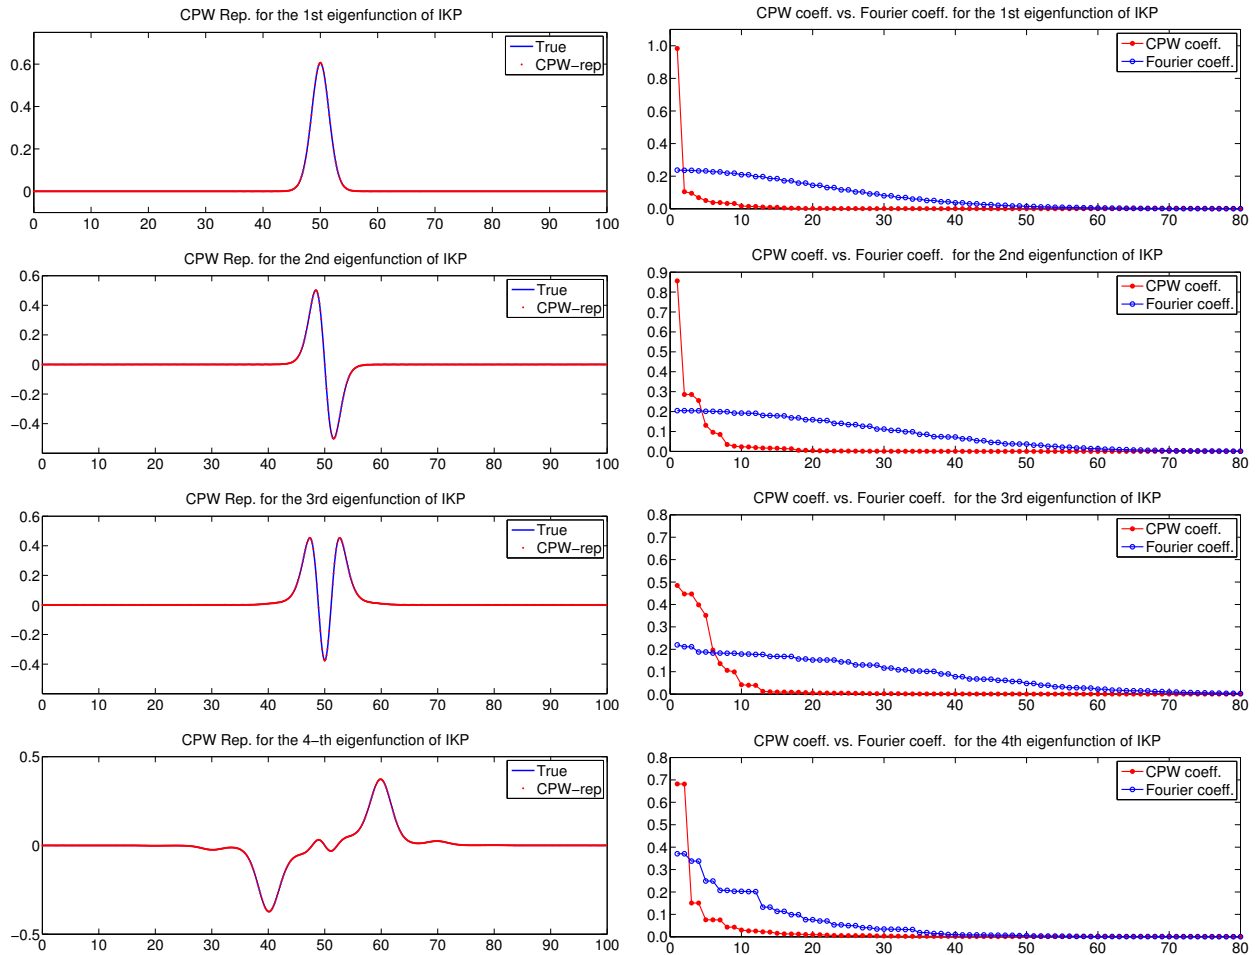 CPW Rep. for the 1st eigenfunction of IKP
True
CPW-rep
0.6
0.4
0.2
0
0 10 20 30 40 50 60 70 80 90 100
CPW coeff. vs. Fourier coeff. for the 1st eigenfunction of IKP
CPW coeff.
Fourier coeff.
1.0
0.8
0.6
0.4
0.2
0.0
0 10 20 30 40 50 60 70 80
CPW Rep. for the 2nd eigenfunction of IKP
True
CPW-rep
0.6
0.4
0.2
0
−0.2
−0.4
0 10 20 30 40 50 60 70 80 90 100
CPW coeff. vs. Fourier coeff. for the 2nd eigenfunction of IKP
CPW coeff.
Fourier coeff.
0.9
0.8
0.7
0.6
0.5
0.4
0.3
0.2
0.1
0.0
0 10 20 30 40 50 60 70 80
CPW Rep. for the 3rd eigenfunction of IKP
True
CPW−rep
0.6
0.4
0.2
0
−0.2
−0.4
0 10 20 30 40 50 60 70 80 90 100
CPW coeff. vs. Fourier coeff. for the 3rd eigenfunction of IKP
CPW coeff.
Fourier coeff.
0.8
0.7
0.6
0.5
0.4
0.3
0.2
0.1
0.0
0 10 20 30 40 50 60 70 80
CPW Rep. for the 4−th eigenfunction of IKP
True
CPW−rep
0.5
0
−0.5
0 10 20 30 40 50 60 70 80 90 100
CPW coeff. vs. Fourier coeff. for the 4th eigenfunction of IKP
CPW coeff.
Fourier coeff.
0.8
0.7
0.6
0.5
0.4
0.3
0.2
0.1
0.0
0 10 20 30 40 50 60 70 80